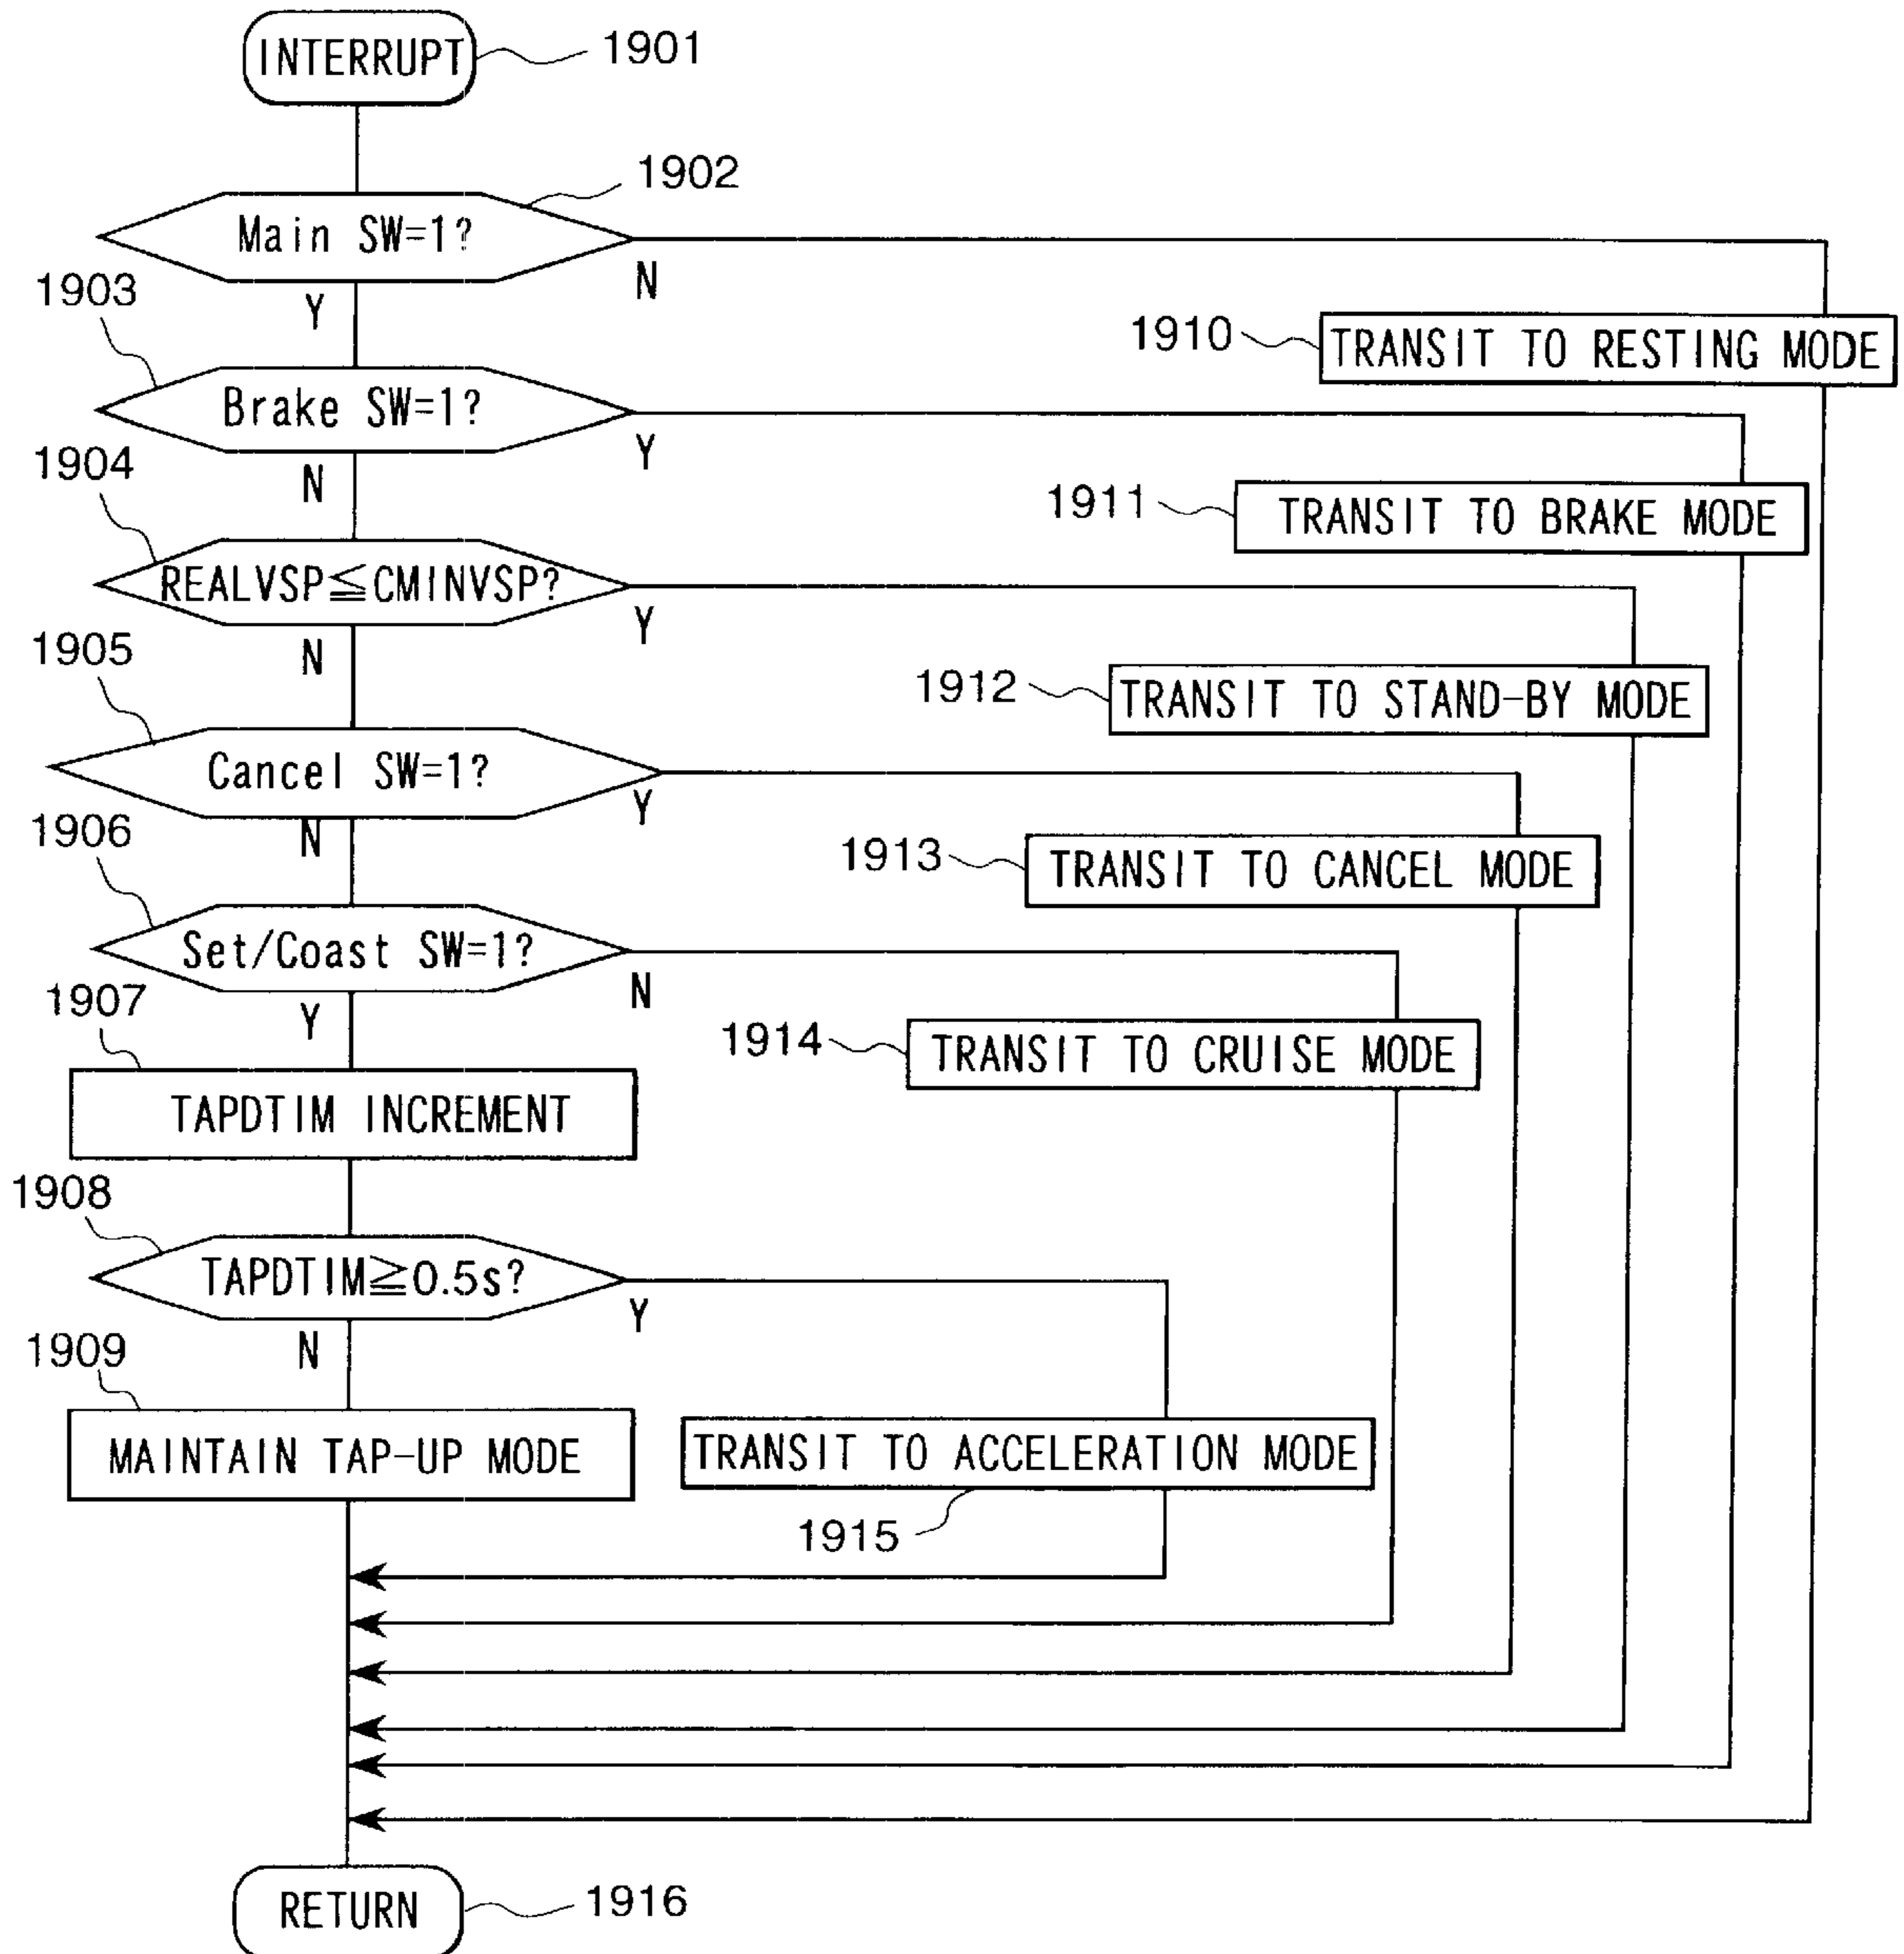 INTERRUPT
1901
1902
Main SW=1?
N
Y
1903
1910
TRANSIT TO RESTING MODE
Brake SW=1?
Y
N
1904
1911
TRANSIT TO BRAKE MODE
REALVSP≦CMINVSP?
Y
N
1905
1912
TRANSIT TO STAND-BY MODE
Cancel SW=1?
Y
N
1906
1913
TRANSIT TO CANCEL MODE
Set/Coast SW=1?
N
Y
1907
1914
TRANSIT TO CRUISE MODE
TAPDTIM INCREMENT
1908
TAPDTIM≧0.5s?
Y
N
1909
MAINTAIN TAP-UP MODE
TRANSIT TO ACCELERATION MODE
1915
RETURN
1916